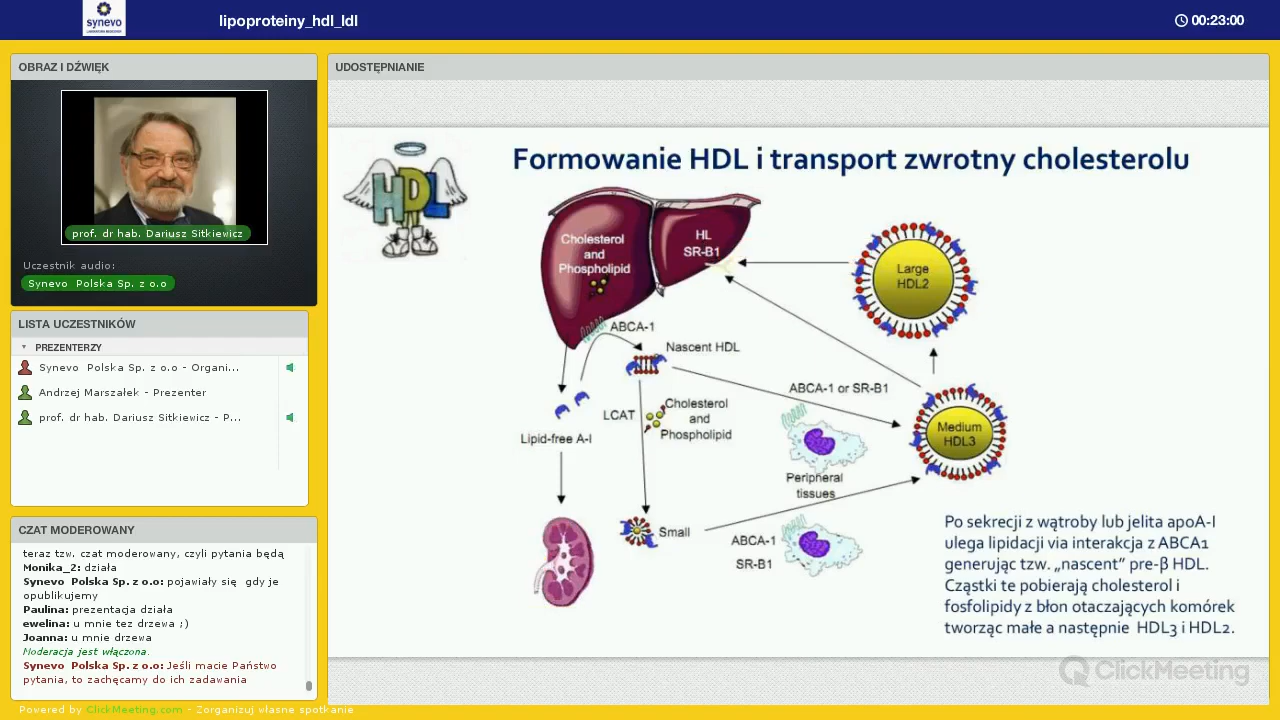 synevo
lipoproteiny_hdl_ldl
00:23:00
OBRAZ I DŹWIĘK
prof. dr hab. Dariusz Sitkiewicz
Uczestnik audio:
Synevo Polska Sp. z o.o
LISTA UCZESTNIKÓW
PREZENTERZY
Synevo Polska Sp. z o.o - Organi...
Andrzej Marszałek - Prezenter
prof. dr hab. Dariusz Sitkiewicz - P...
CZAT MODEROWANY
teraz tzw. czat moderowany, czyli pytania będą
Monika_2: działa
Synevo Polska Sp. z o.o: pojawiały się gdy je
opublikujemy
Paulina: prezentacja działa
ewelina: u mnie tez drzewa ;)
Joanna: u mnie drzewa
Moderacja jest włączona.
Synevo Polska Sp. z o.o: Jeśli macie Państwo
pytania, to zachęcamy do ich zadawania
Powered by ClickMeeting.com - Zorganizuj własne spotkanie
UDOSTĘPNIANIE
HDL
Formowanie HDL i transport zwrotny cholesterolu
Cholesterol
and
Phospholipid
HL
SR-B1
Large
HDL2
ABCA-1
Nascent HDL
ABCA-1 or SR-B1
LCAT
Cholesterol
and
Phospholipid
Medium
HDL3
Lipid-free A-I
Peripheral
tissues
Small
ABCA-1
SR-B1
Po sekrecji z wątroby lub jelita apoA-I
ulega lipidacji via interakcja z ABCA1
generując tzw. „nascent” pre-β HDL.
Cząstki te pobierają cholesterol i
fosfolipidy z błon otaczających komórek
tworząc małe a następnie HDL3 i HDL2.
ClickMeeting